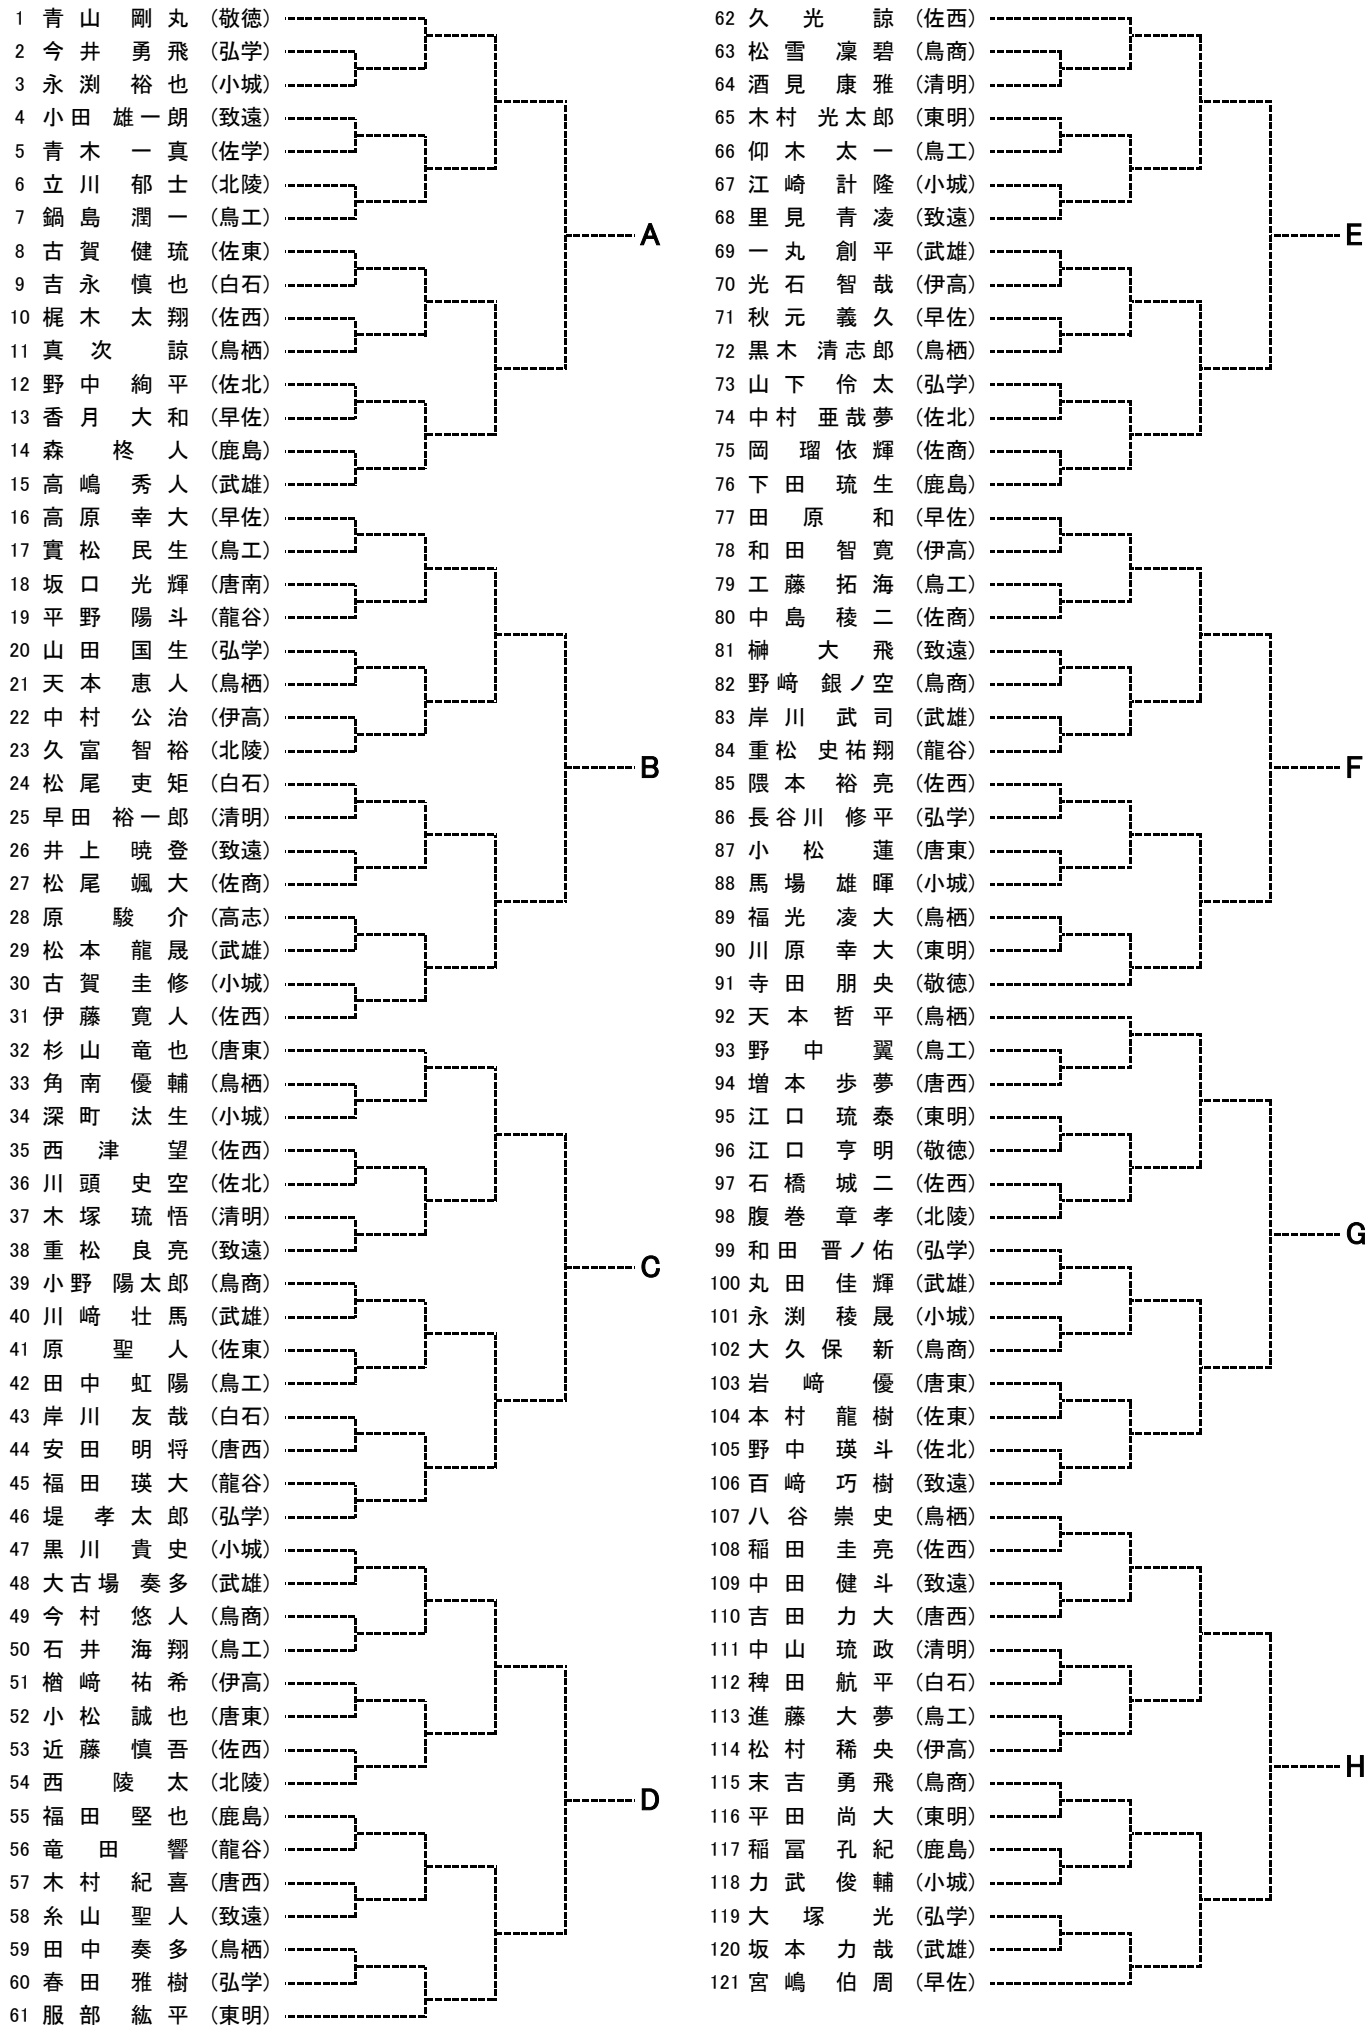 1 青山 剛丸 (敬徳)
2 今井 勇飛 (弘学)
3 永渕 裕也 (小城)
4 小田 雄一朗 (致遠)
5 青木 一真 (佐学)
6 立川 郁士 (北陵)
7 鍋島 潤一 (鳥工)
A
8 古賀 健琉 (佐東)
9 吉永 慎也 (白石)
10 梶木 太翔 (佐西)
11 真次 諒 (鳥栖)
12 野中 絢平 (佐北)
13 香月 大和 (早佐)
14 森 柊人 (鹿島)
15 高嶋 秀人 (武雄)
16 高原 幸大 (早佐)
17 實松 民生 (鳥工)
18 坂口 光輝 (唐南)
19 平野 陽斗 (龍谷)
20 山田 国生 (弘学)
21 天本 恵人 (鳥栖)
22 中村 公治 (伊高)
23 久富 智裕 (北陵)
B
24 松尾 吏矩 (白石)
25 早田 裕一郎 (清明)
26 井上 暁登 (致遠)
27 松尾 颯大 (佐商)
28 原 駿介 (高志)
29 松本 龍晟 (武雄)
30 古賀 圭修 (小城)
31 伊藤 寛人 (佐西)
32 杉山 竜也 (唐東)
33 角南 優輔 (鳥栖)
34 深町 汰生 (小城)
35 西津 望 (佐西)
36 川頭 史空 (佐北)
37 木塚 琉悟 (清明)
38 重松 良亮 (致遠)
C
39 小野 陽太郎 (鳥商)
40 川﨑 壮馬 (武雄)
41 原 聖人 (佐東)
42 田中 虹陽 (鳥工)
43 岸川 友哉 (白石)
44 安田 明将 (唐西)
45 福田 瑛大 (龍谷)
46 堤 孝太郎 (弘学)
47 黒川 貴史 (小城)
48 大古場 奏多 (武雄)
49 今村 悠人 (鳥商)
50 石井 海翔 (鳥工)
51 楢﨑 祐希 (伊高)
52 小松 誠也 (唐東)
53 近藤 慎吾 (佐西)
54 西 陵太 (北陵)
D
55 福田 堅也 (鹿島)
56 竜田 響 (龍谷)
57 木村 紀喜 (唐西)
58 糸山 聖人 (致遠)
59 田中 奏多 (鳥栖)
60 春田 雅樹 (弘学)
61 服部 紘平 (東明)
62 久光 諒 (佐西)
63 松雪 凜碧 (鳥商)
64 酒見 康雅 (清明)
65 木村 光太郎 (東明)
66 仰木 太一 (鳥工)
67 江崎 計隆 (小城)
68 里見 青凌 (致遠)
E
69 一丸 創平 (武雄)
70 光石 智哉 (伊高)
71 秋元 義久 (早佐)
72 黒木 清志郎 (鳥栖)
73 山下 伶太 (弘学)
74 中村 亜哉夢 (佐北)
75 岡 瑠依輝 (佐商)
76 下田 琉生 (鹿島)
77 田原 和 (早佐)
78 和田 智寛 (伊高)
79 工藤 拓海 (鳥工)
80 中島 稜二 (佐商)
81 榊 大飛 (致遠)
82 野﨑 銀ノ空 (鳥商)
83 岸川 武司 (武雄)
84 重松 史祐翔 (龍谷)
F
85 隈本 裕亮 (佐西)
86 長谷川 修平 (弘学)
87 小松 蓮 (唐東)
88 馬場 雄暉 (小城)
89 福光 凌大 (鳥栖)
90 川原 幸大 (東明)
91 寺田 朋央 (敬徳)
92 天本 哲平 (鳥栖)
93 野中 翼 (鳥工)
94 増本 歩夢 (唐西)
95 江口 琉泰 (東明)
96 江口 亨明 (敬徳)
97 石橋 城二 (佐西)
98 腹巻 章孝 (北陵)
G
99 和田 晋ノ佑 (弘学)
100 丸田 佳輝 (武雄)
101 永渕 稜晟 (小城)
102 大久保 新 (鳥商)
103 岩﨑 優 (唐東)
104 本村 龍樹 (佐東)
105 野中 瑛斗 (佐北)
106 百﨑 巧樹 (致遠)
107 八谷 崇史 (鳥栖)
108 稲田 圭亮 (佐西)
109 中田 健斗 (致遠)
110 吉田 力大 (唐西)
111 中山 琉政 (清明)
112 稗田 航平 (白石)
113 進藤 大夢 (鳥工)
114 松村 稀央 (伊高)
H
115 末吉 勇飛 (鳥商)
116 平田 尚大 (東明)
117 稲冨 孔紀 (鹿島)
118 力武 俊輔 (小城)
119 大塚 光 (弘学)
120 坂本 力哉 (武雄)
121 宮嶋 伯周 (早佐)